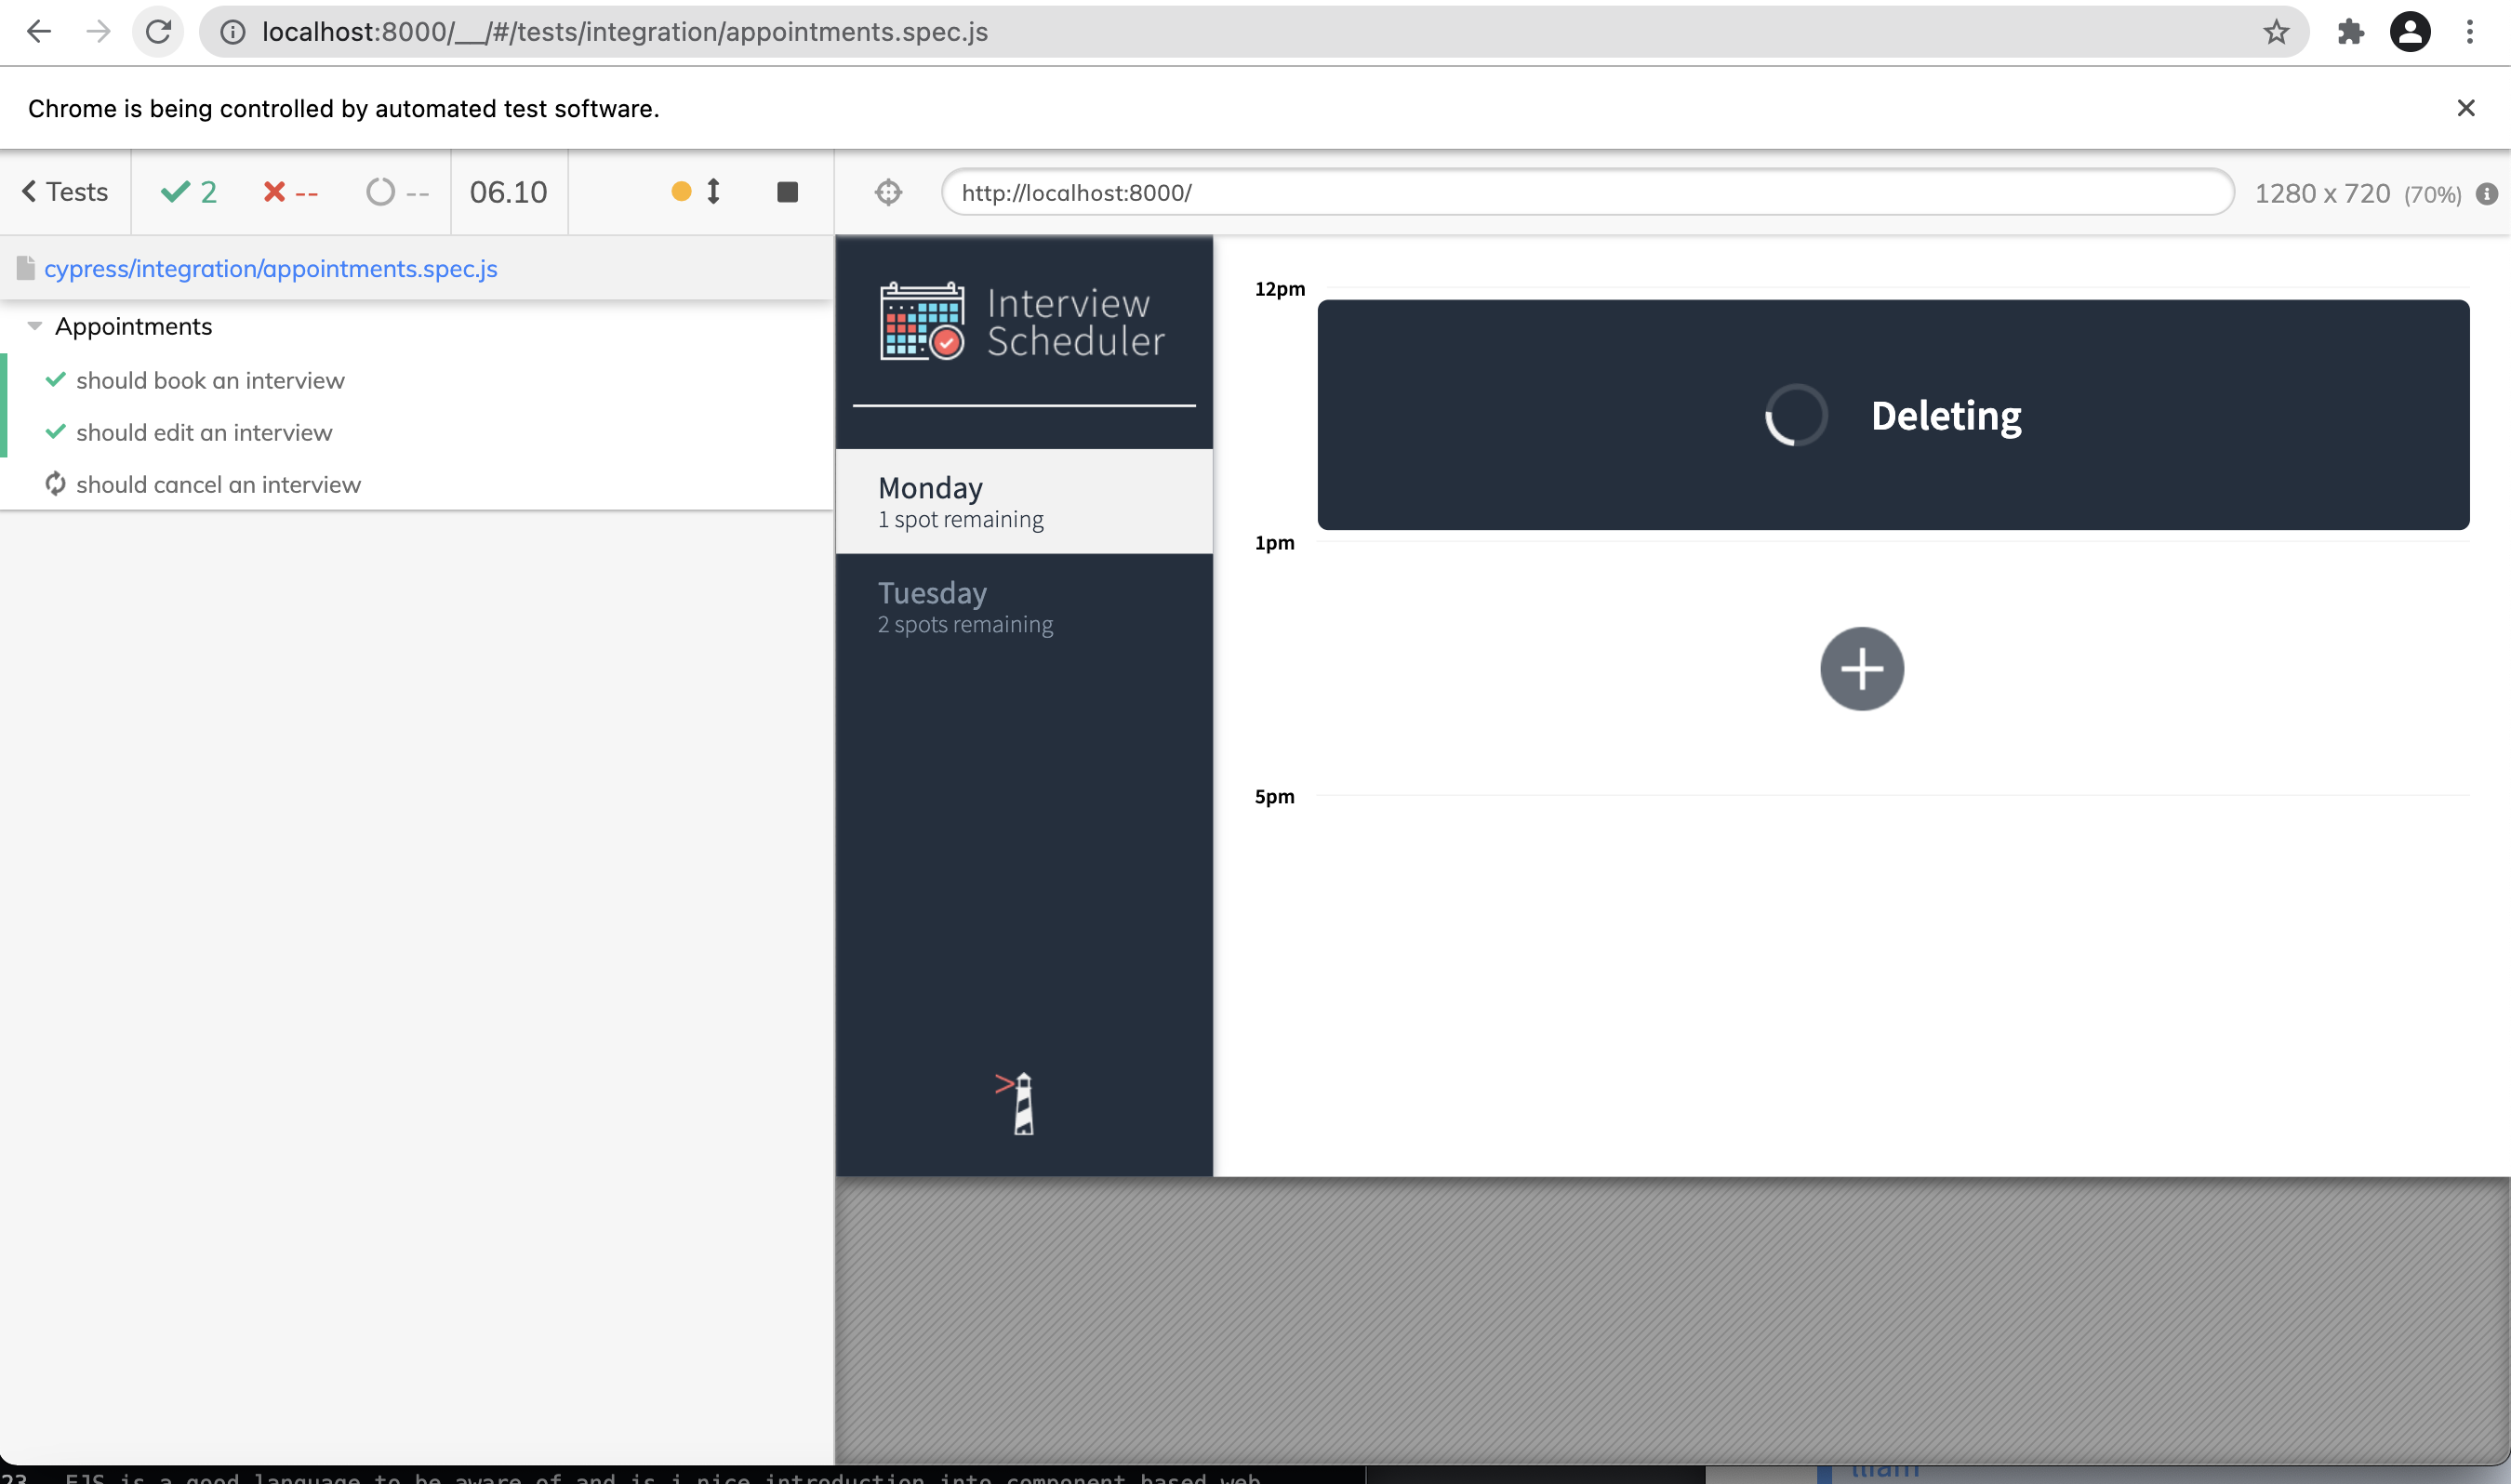 localhost:8000/__/#/tests/integration/appointments.spec.js
Chrome is being controlled by automated test software.
Tests 2 -- -- 06.10
http://localhost:8000/ 1280 x 720 (70%)
cypress/integration/appointments.spec.js
Appointments
should book an interview
should edit an interview
should cancel an interview
Interview
Scheduler
Monday
1 spot remaining
Tuesday
2 spots remaining
12pm
Deleting
1pm
5pm
23 EJS is a good language to be aware of and is i nice introduction into component based web